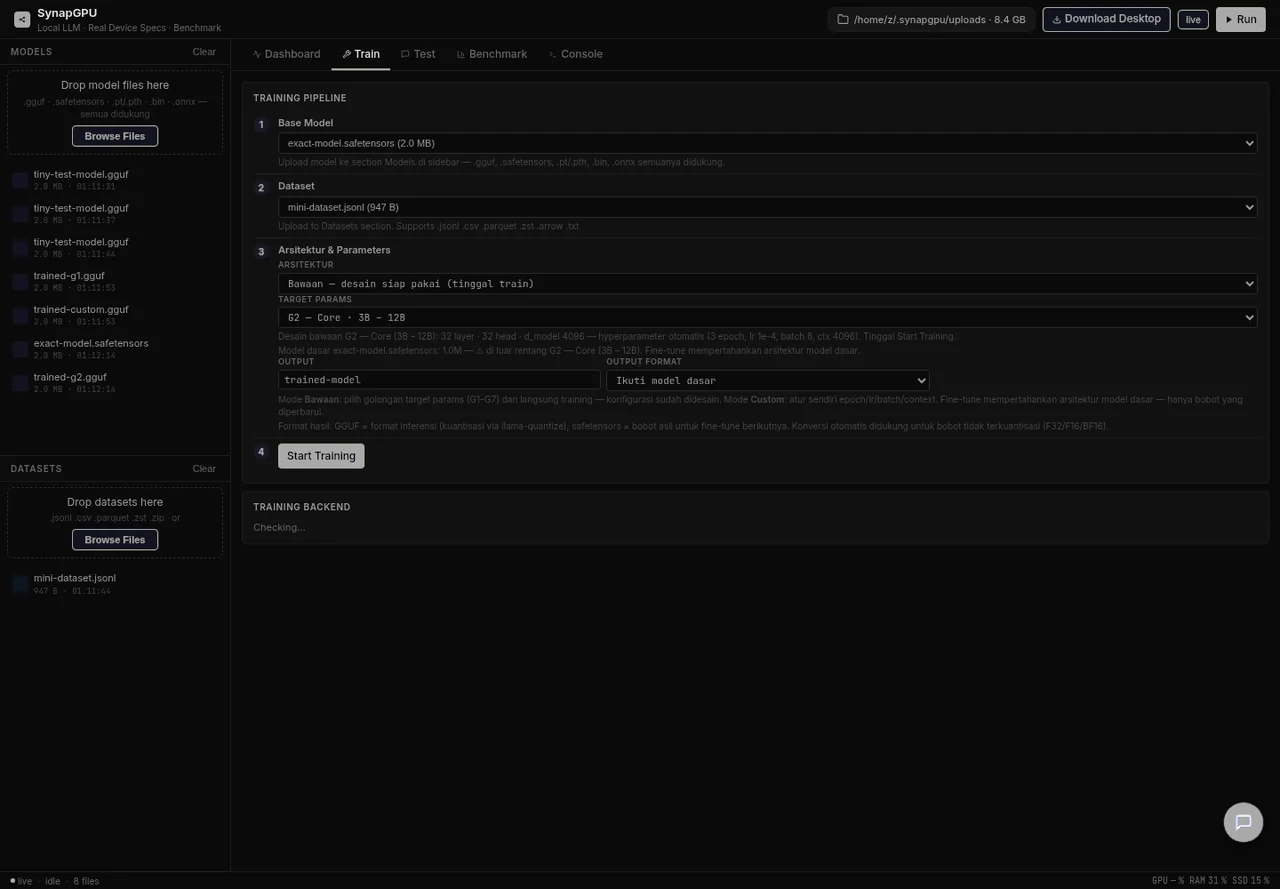 SynapGPU
Local LLM · Real Device Specs · Benchmark
/home/z/.synapgpu/uploads · 8.4 GB
Download Desktop
live
Run
MODELS
Clear
Drop model files here
.gguf · .safetensors · .pt/.pth · .bin · .onnx —
semua didukung
Browse Files
tiny-test-model.gguf
2.0 MB · 01:11:31
tiny-test-model.gguf
2.0 MB · 01:11:37
tiny-test-model.gguf
2.0 MB · 01:11:44
trained-g1.gguf
2.0 MB · 01:11:53
trained-custom.gguf
2.0 MB · 01:11:53
exact-model.safetensors
2.0 MB · 01:12:14
trained-g2.gguf
2.0 MB · 01:12:14
DATASETS
Clear
Drop datasets here
.jsonl .csv .parquet .zst .zip · or
Browse Files
mini-dataset.jsonl
947 B · 01:11:44
Dashboard
Train
Test
Benchmark
Console
TRAINING PIPELINE
1
Base Model
exact-model.safetensors (2.0 MB)
Upload model ke section Models di sidebar — .gguf, .safetensors, .pt/.pth, .bin, .onnx semuanya didukung.
2
Dataset
mini-dataset.jsonl (947 B)
Upload to Datasets section. Supports .jsonl .csv .parquet .zst .arrow .txt
3
Arsitektur & Parameters
ARSITEKTUR
Bawaan — desain siap pakai (tinggal train)
TARGET PARAMS
G2 — Core · 3B – 12B
Desain bawaan G2 — Core (3B – 12B): 32 layer · 32 head · d_model 4096 — hyperparameter otomatis (3 epoch, lr 1e-4, batch 8, ctx 4096). Tinggal Start Training.
Model dasar exact-model.safetensors: 1.0M — ⚠ di luar rentang G2 — Core (3B – 12B). Fine-tune mempertahankan arsitektur model dasar.
OUTPUT
OUTPUT FORMAT
trained-model
Ikuti model dasar
Mode Bawaan: pilih golongan target params (G1–G7) dan langsung training — konfigurasi sudah didesain. Mode Custom: atur sendiri epoch/lr/batch/context. Fine-tune mempertahankan arsitektur model dasar — hanya bobot yang
diperbarui.
Format hasil: GGUF = format inferensi (kuantisasi via llama-quantize), safetensors = bobot asli untuk fine-tune berikutnya. Konversi otomatis didukung untuk bobot tidak terkuantisasi (F32/F16/BF16).
4
Start Training
TRAINING BACKEND
Checking...
live · idle · 8 files
GPU —% RAM 31% SSD 15%